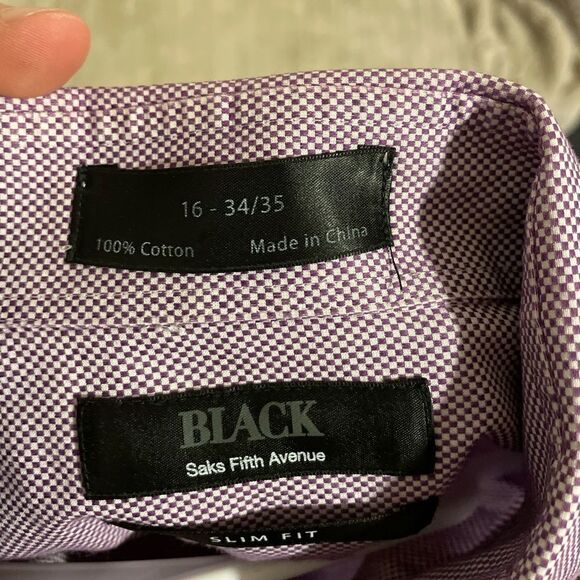 16 - 34/35
100% Cotton Made in China
BLACK
Saks Fifth Avenue
SLIM FIT